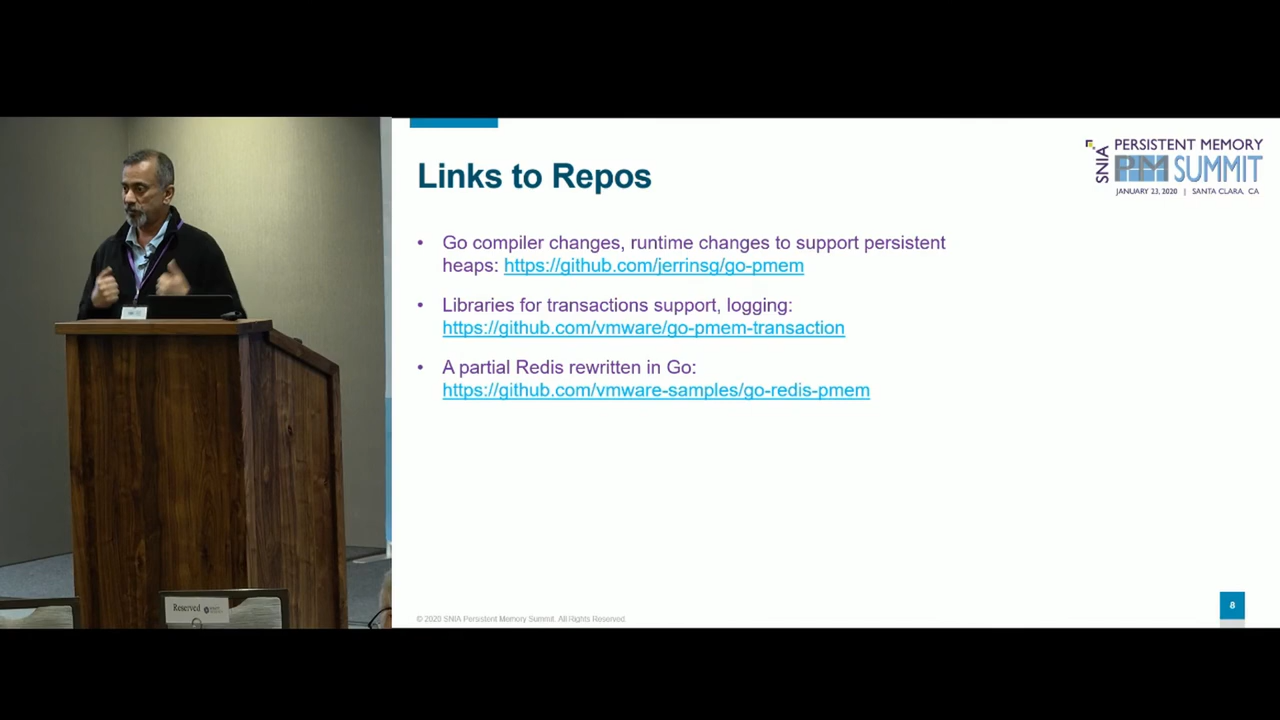 Links to Repos
SNIA
PERSISTENT MEMORY
PM SUMMIT
JANUARY 23, 2020 | SANTA CLARA, CA
• Go compiler changes, runtime changes to support persistent
heaps: https://github.com/jerrinsg/go-pmem
• Libraries for transactions support, logging:
https://github.com/vmware/go-pmem-transaction
• A partial Redis rewritten in Go:
https://github.com/vmware-samples/go-redis-pmem
Reserved
© 2020 SNIA Persistent Memory Summit. All Rights Reserved.
8